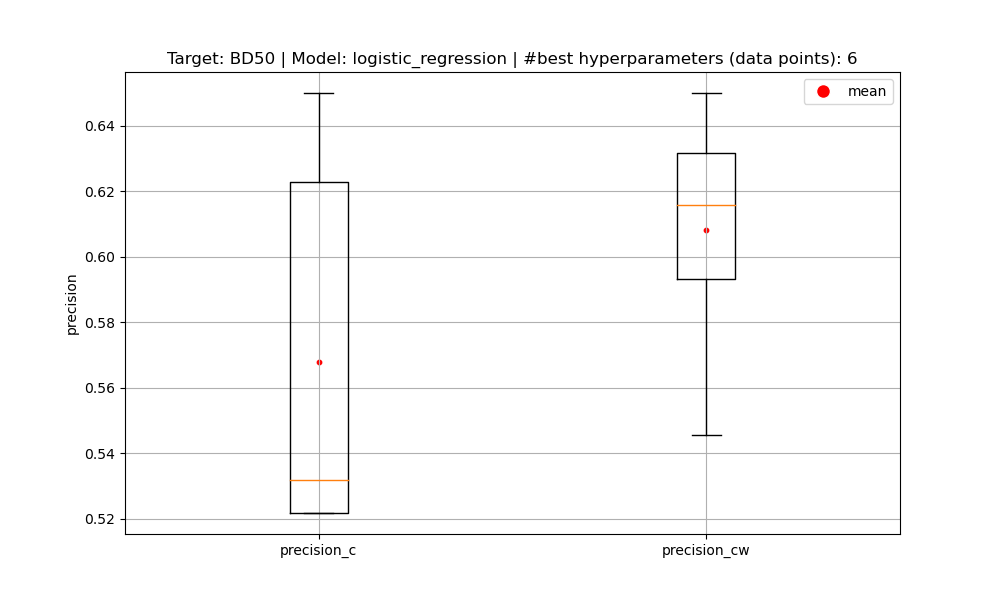 Target: BD50 | Model: logistic_regression | #best hyperparameters (data points): 6
mean
0.64
0.62
0.60
0.58
0.56
0.54
0.52
precision
precision_c
precision_cw